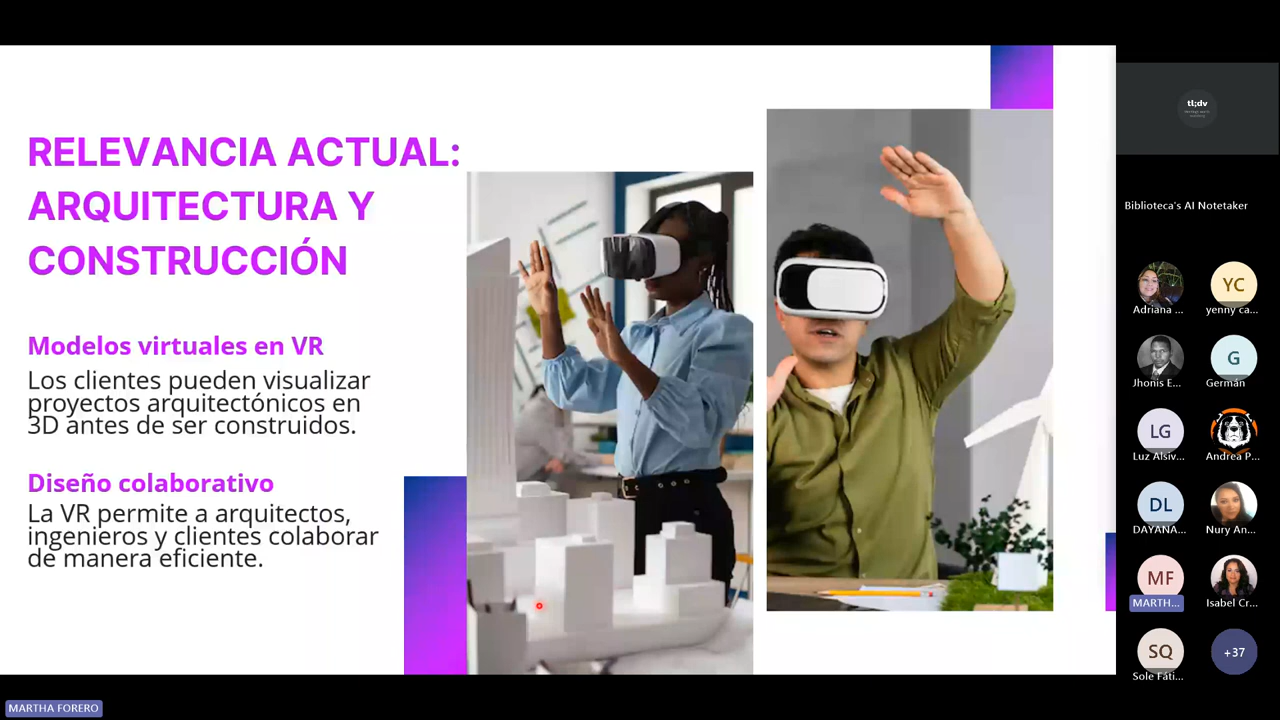 RELEVANCIA ACTUAL:
ARQUITECTURA Y
CONSTRUCCIÓN
Modelos virtuales en VR
Los clientes pueden visualizar
proyectos arquitectónicos en
3D antes de ser construidos.
Diseño colaborativo
La VR permite a arquitectos,
ingenieros y clientes colaborar
de manera eficiente.
tl;dv
Biblioteca's AI Notetaker
YC
Adriana ...
yenny ca...
G
Jhonis E...
Germán
LG
Luz Alsiv...
Andrea P...
DL
DAYANA...
Nury An...
MF
MARTH...
Isabel Cr...
SQ
+37
Sole Fáti...
MARTHA FORERO